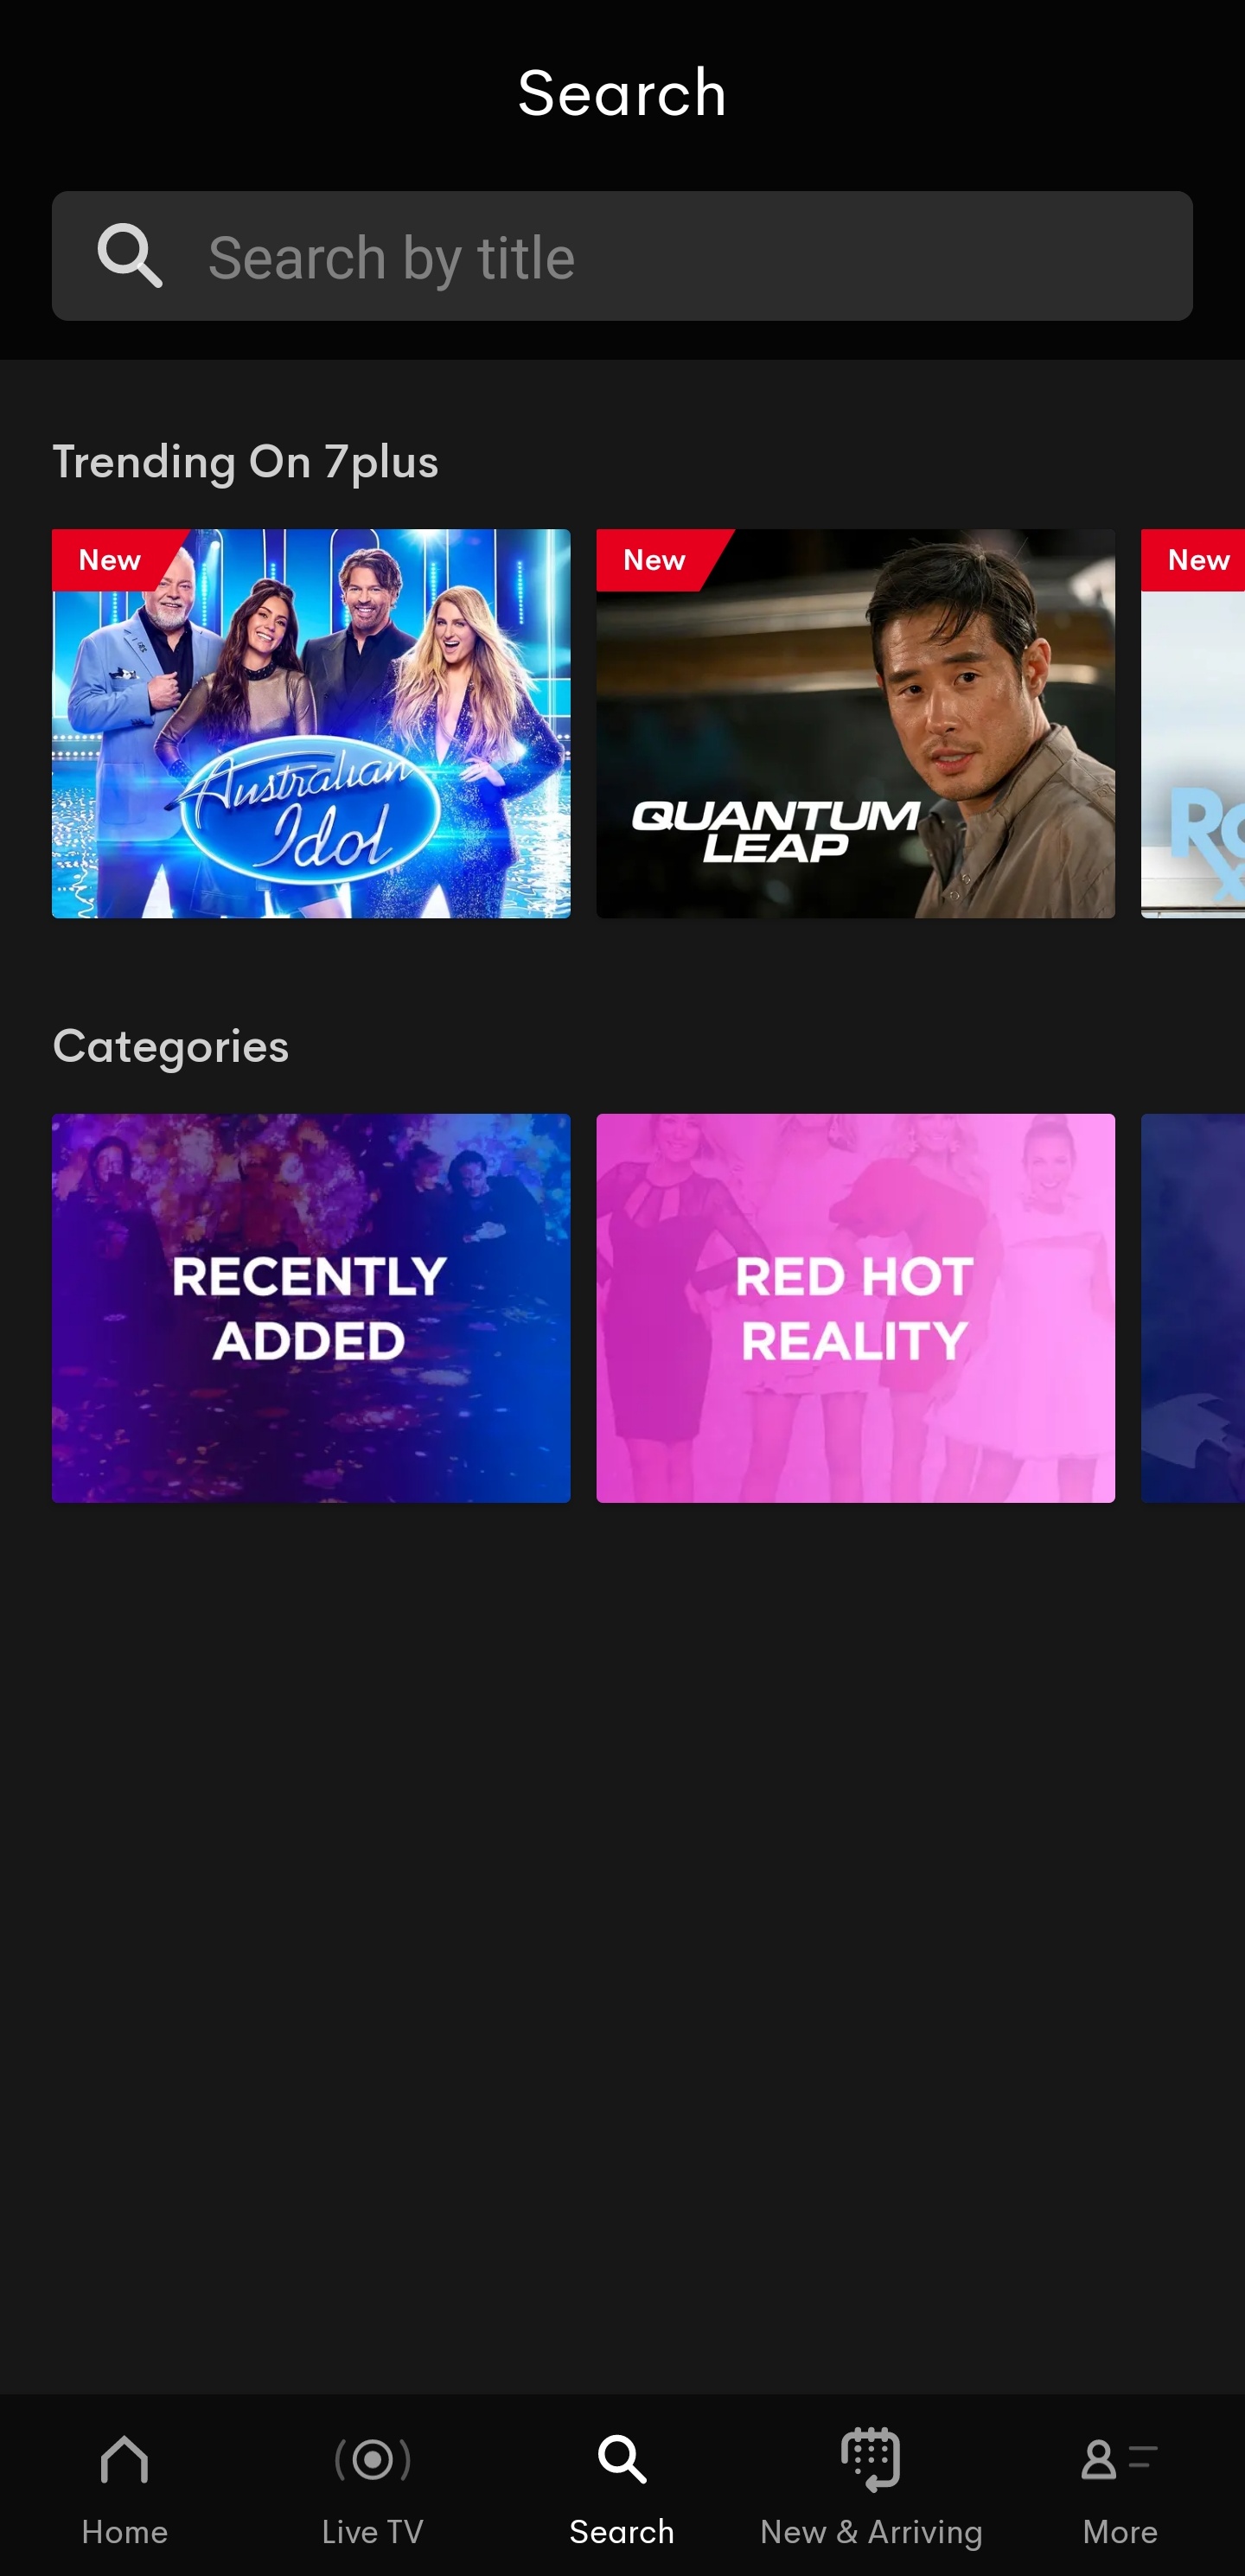 Search
Search by title
Trending On 7plus
New
Australian
Idol
New
QUANTUM
LEAP
New
Categories
RECENTLY
ADDED
RED HOT
REALITY
Home
Live TV
Search
New & Arriving
More